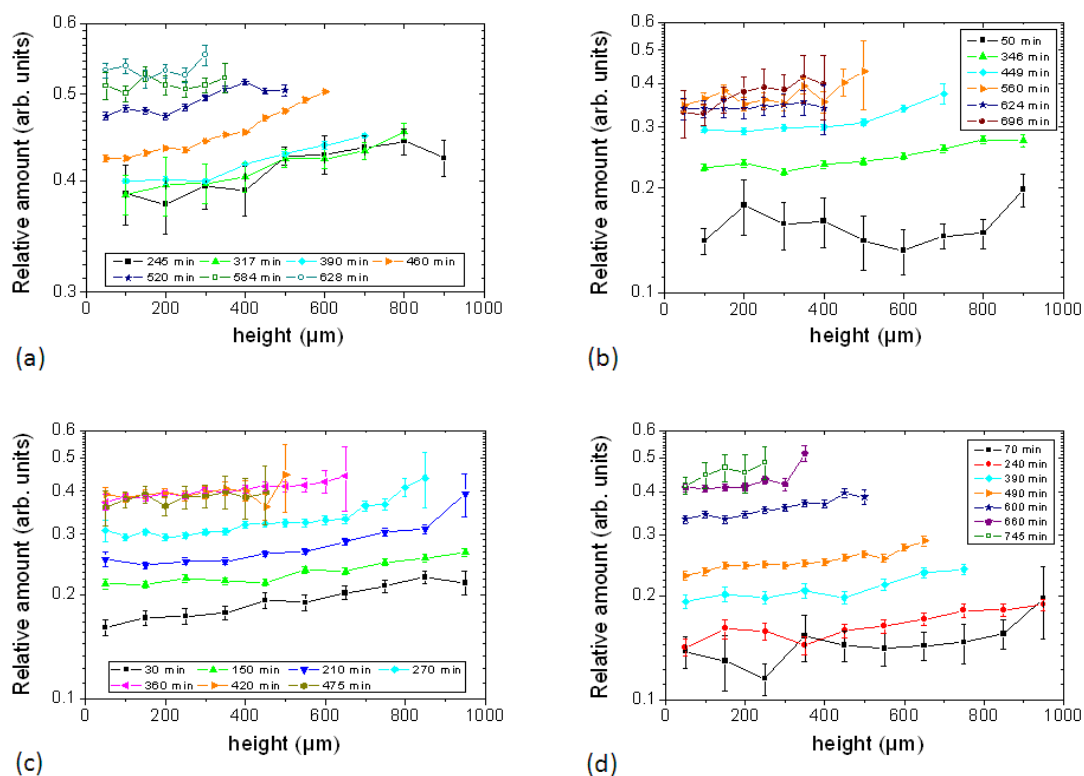 0.6
0.5
0.4
0.3
Relative amount (arb. units)
245 min 317 min 390 min 460 min
520 min 584 min 628 min
0 200 400 600 800 1000
height (µm)
(a)
0.6
0.5
0.4
0.3
0.2
0.1
Relative amount (arb. units)
50 min
346 min
449 min
560 min
624 min
696 min
0 200 400 600 800 1000
height (µm)
(b)
0.6
0.5
0.4
0.3
0.2
0.1
Relative amount (arb. units)
30 min 150 min 210 min 270 min
360 min 420 min 475 min
0 200 400 600 800 1000
height (µm)
(c)
0.6
0.5
0.4
0.3
0.2
0.1
Relative amount (arb. units)
70 min
240 min
390 min
490 min
600 min
660 min
745 min
0 200 400 600 800 1000
height (µm)
(d)